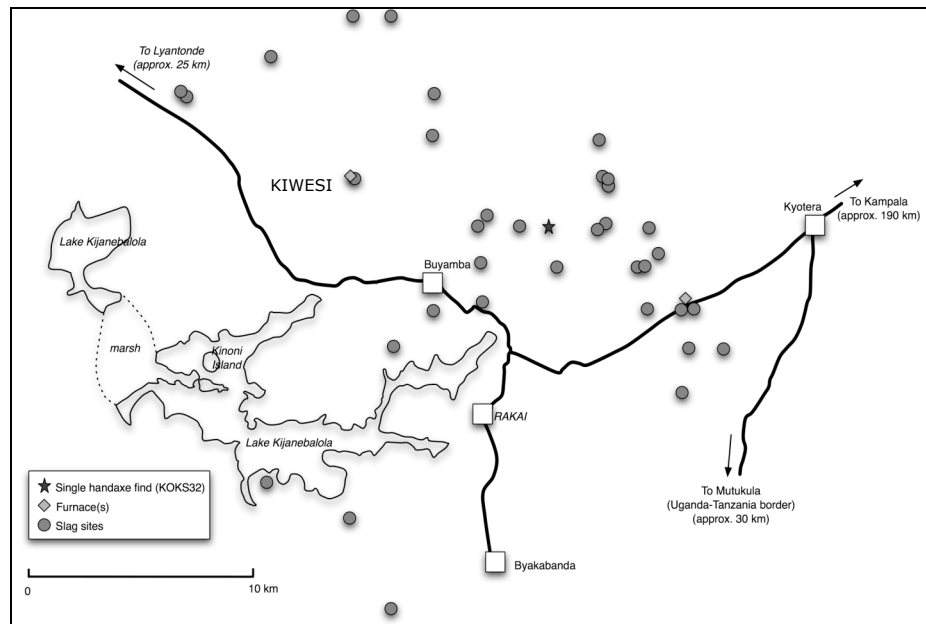 To Lyantonde
(approx. 25 km)
KIWESI
To Kampala
(approx. 190 km)
Kyotera
Lake Kijanebalola
Buyamba
marsh
Kinoni
Island
RAKAI
Lake Kijanebalola
Single handaxe find (KOKS32)
Furnace(s)
Slag sites
To Mutukula
(Uganda-Tanzania border)
(approx. 30 km)
Byakabanda
0
10 km